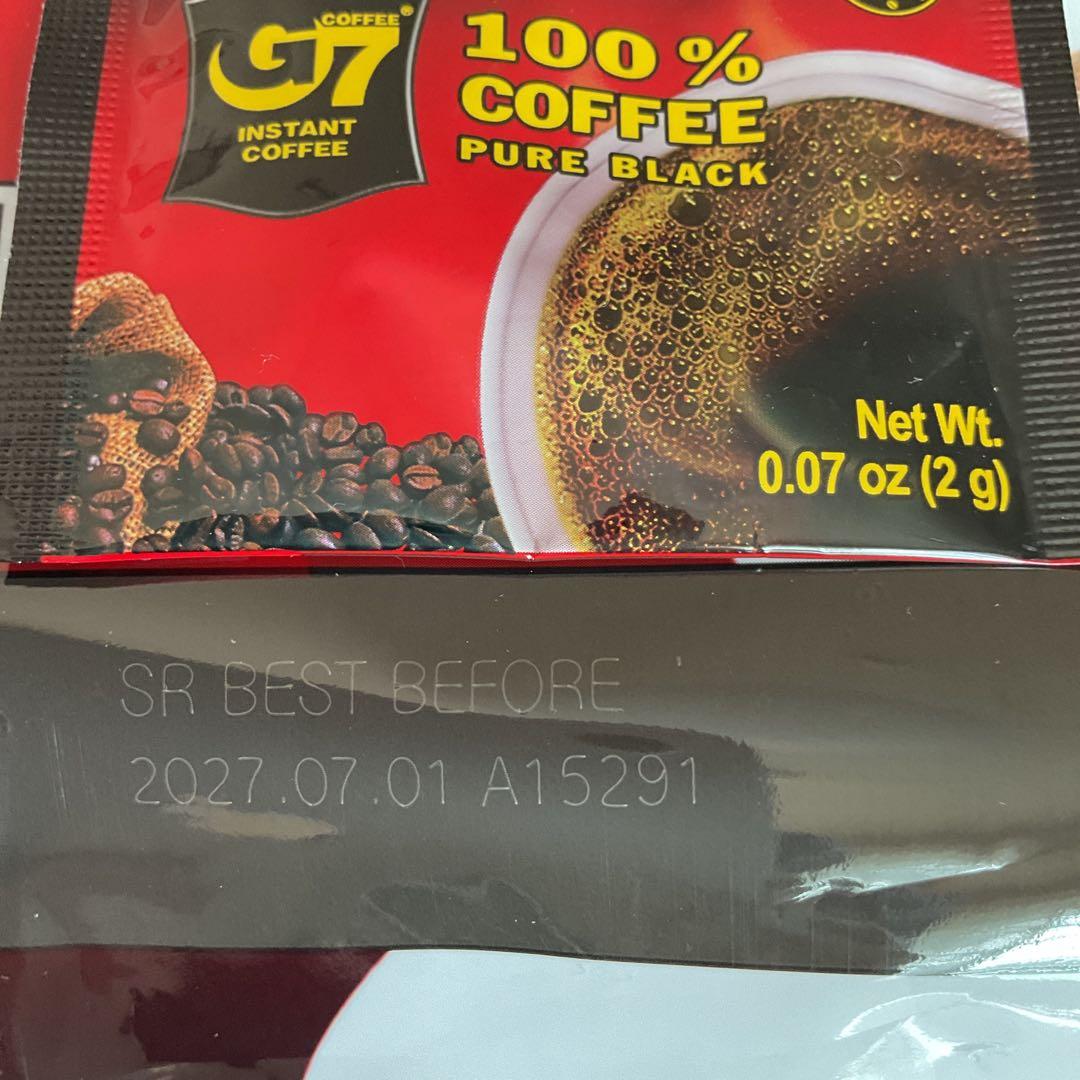 COFFEE®
G7
INSTANT
COFFEE
100 %
COFFEE
PURE BLACK
Net Wt.
0.07 oz (2 g)
SR BEST BEFORE
2027.07.01 A15291